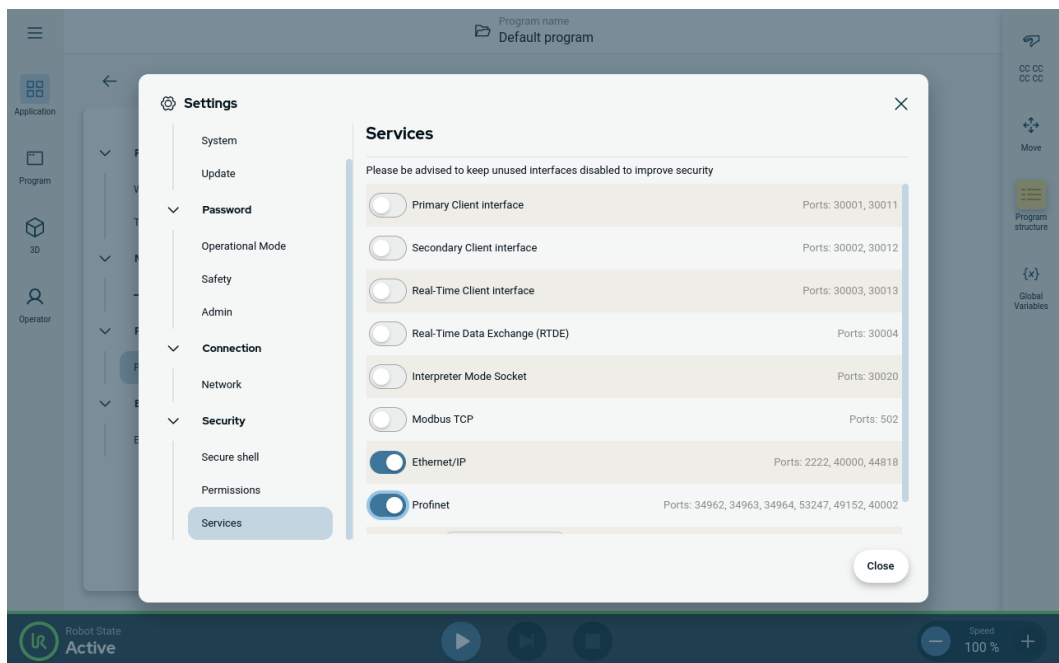 Program name
Default program
Application
Program
3D
Operator
Settings
System
Update
Password
Operational Mode
Safety
Admin
Connection
Network
Security
Secure shell
Permissions
Services
Services
Please be advised to keep unused interfaces disabled to improve security
Primary Client interface Ports: 30001, 30011
Secondary Client interface Ports: 30002, 30012
Real-Time Client interface Ports: 30003, 30013
Real-Time Data Exchange (RTDE) Ports: 30004
Interpreter Mode Socket Ports: 30020
Modbus TCP Ports: 502
Ethernet/IP Ports: 2222, 40000, 44818
Profinet Ports: 34962, 34963, 34964, 53247, 49152, 40002
Close
CC CC
CC CC
Move
Program
structure
{x}
Global
Variables
Robot State
Active
Speed
100 %